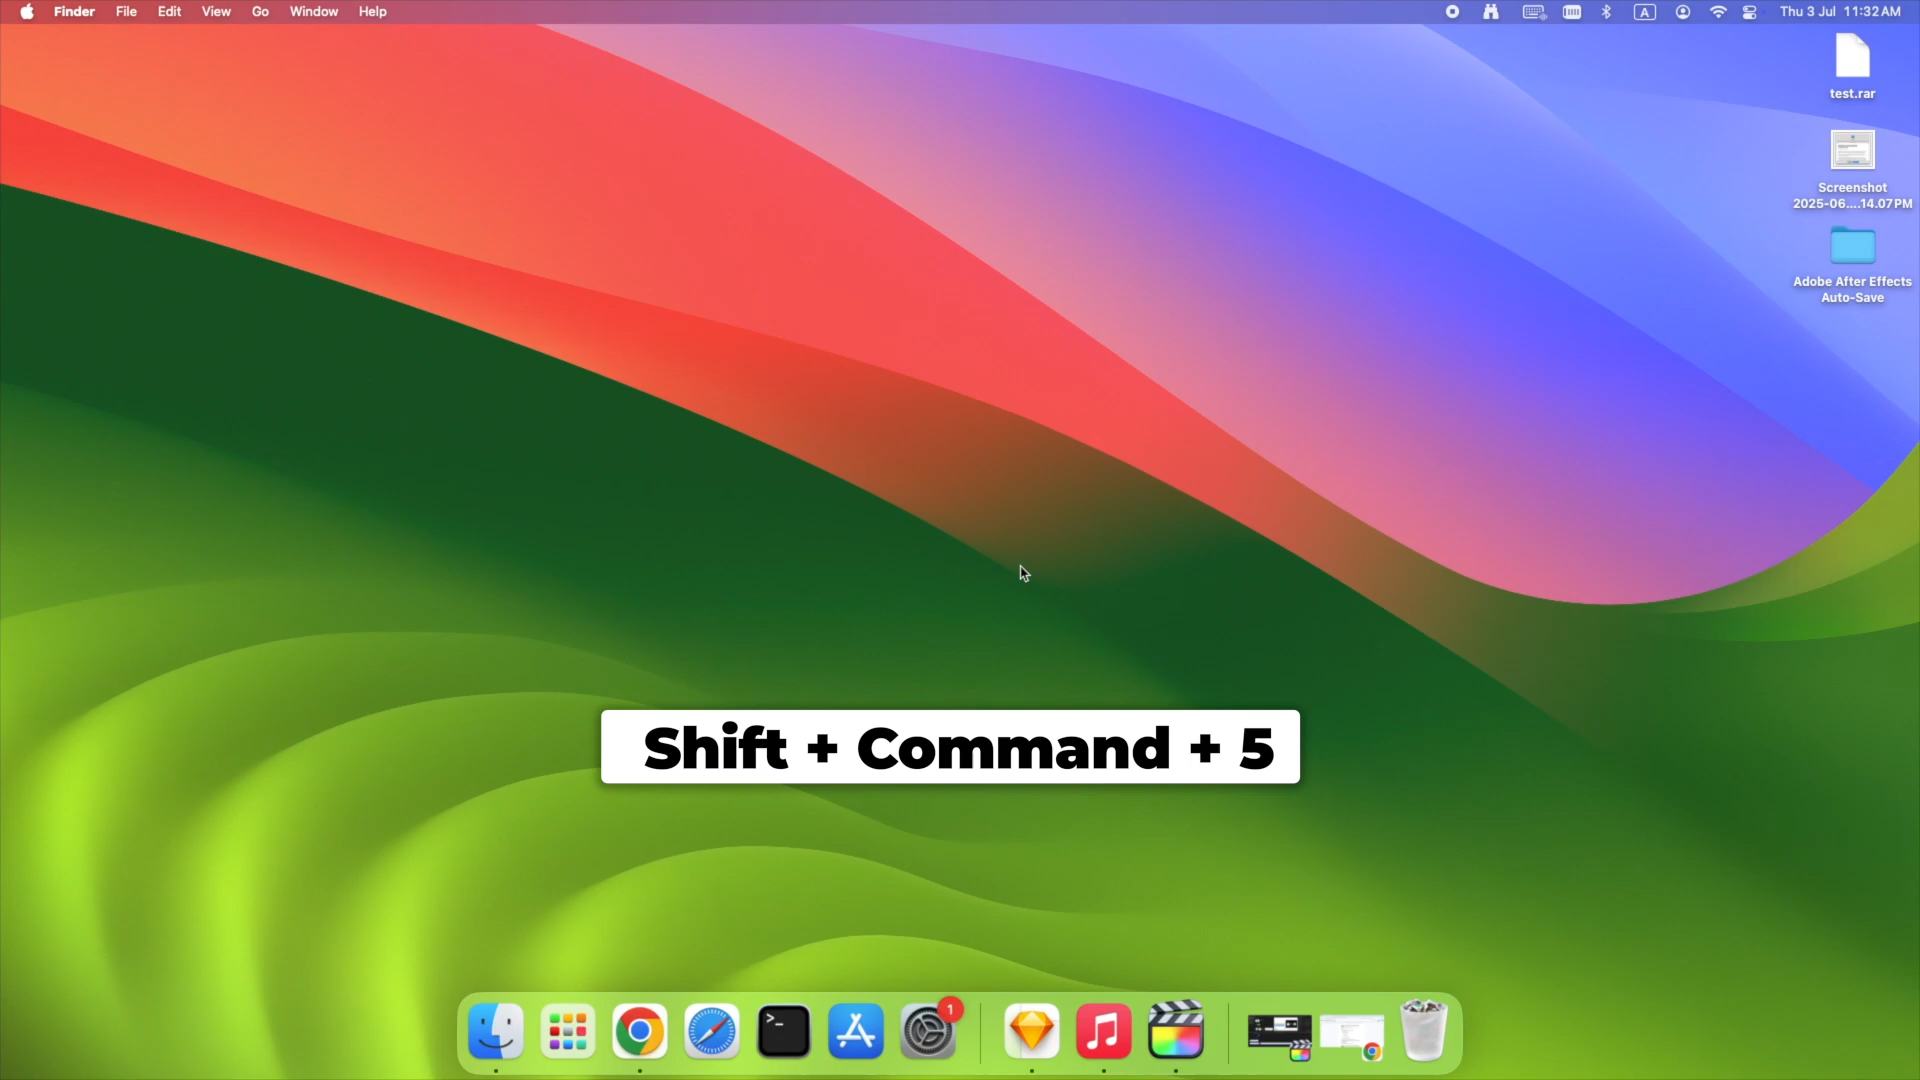 Finder File Edit View Go Window Help
A Thu 3 Jul 11:32 AM
test.rar
Screenshot
2025-06....14.07 PM
Adobe After Effects
Auto-Save
Shift + Command + 5
1
>_